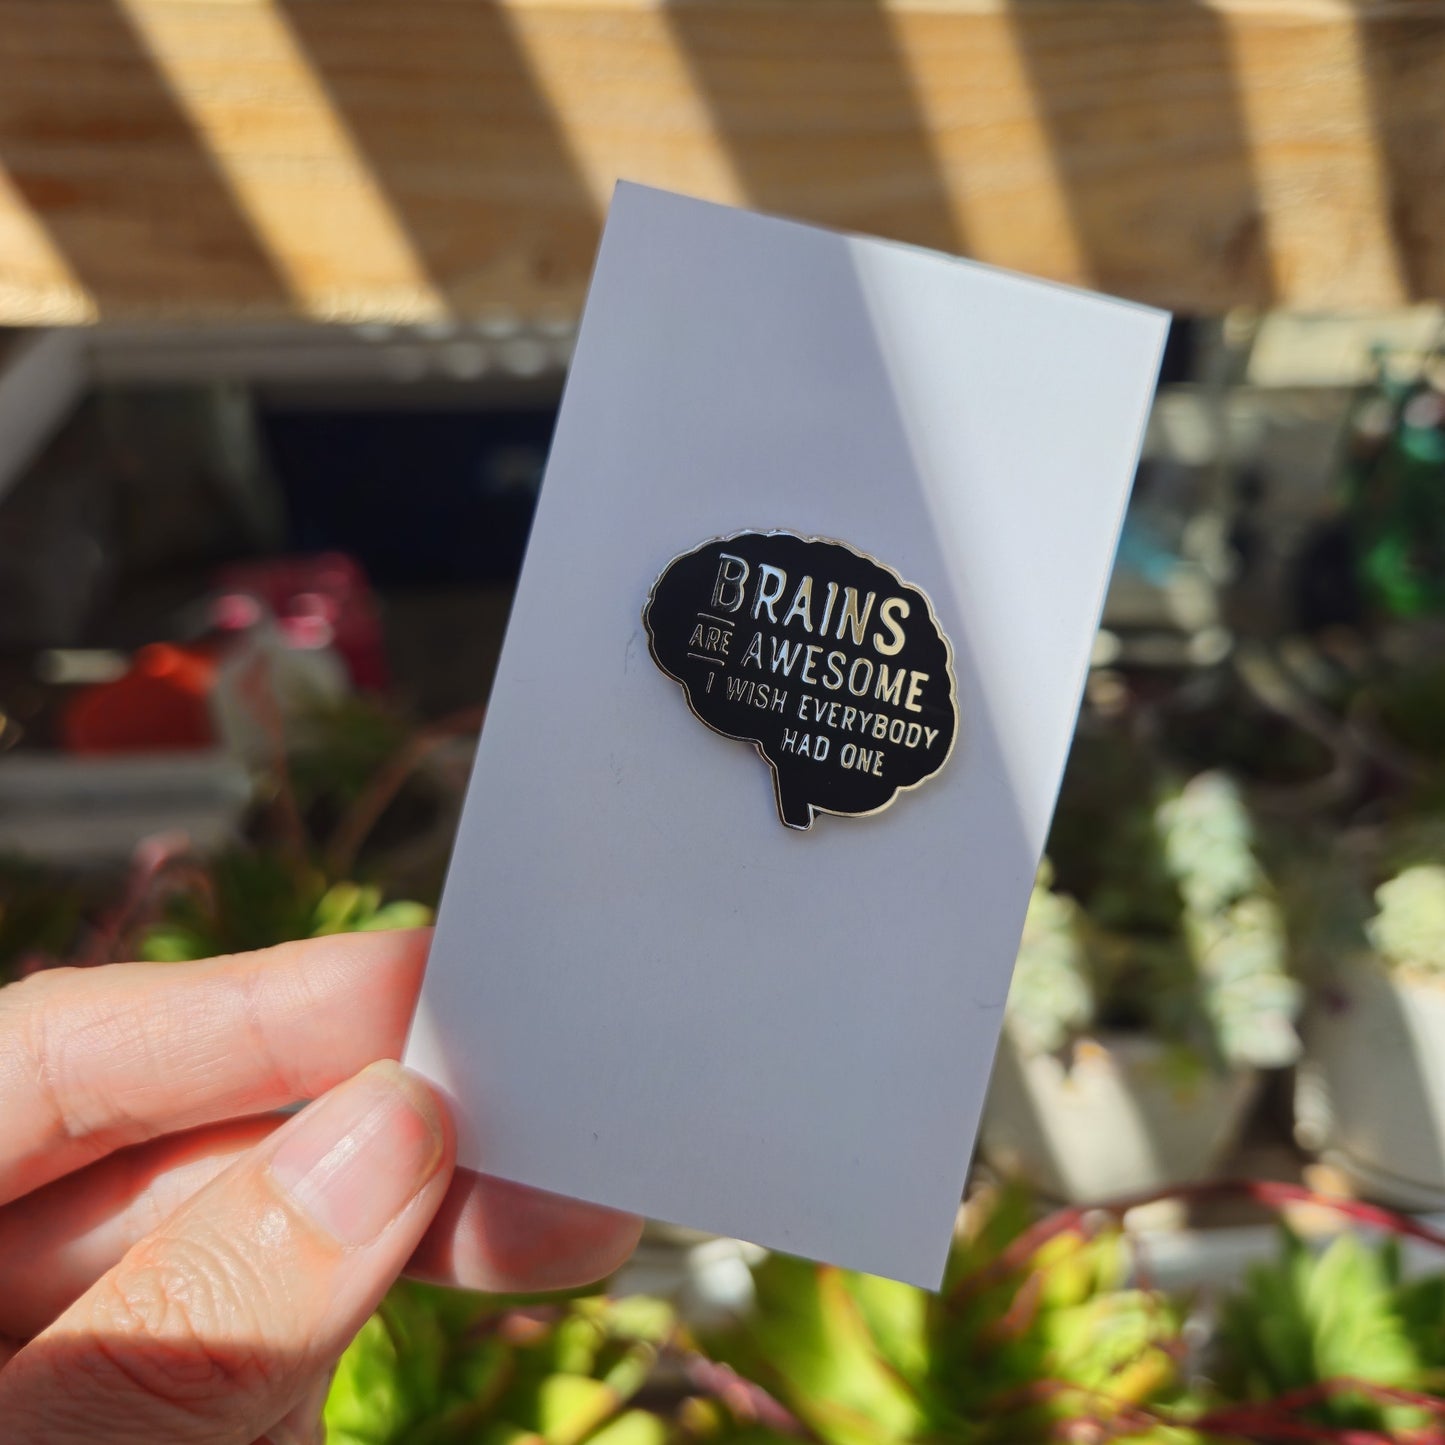 BRAINS
ARE AWESOME
I WISH EVERYBODY
HAD ONE